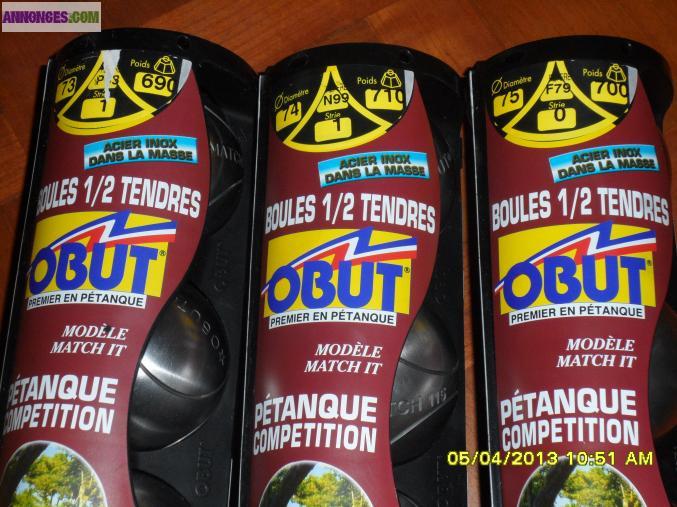 ANNONCES.COM
Ø Diamètre Poids
73 690
Strie
1
ACIER INOX
DANS LA MASSE
BOULES 1/2 TENDRES
OBUT®
PREMIER EN PÉTANQUE
MODÈLE
MATCH IT
PÉTANQUE
COMPETITION
MATCH
OBUT
OBUT
Ø Diamètre Poids
74 N99 710
Strie
1
ACIER INOX
DANS LA MASSE
BOULES 1/2 TENDRES
OBUT®
PREMIER EN PÉTANQUE
MODÈLE
MATCH IT
PÉTANQUE
COMPETITION
OBUT
Ø Diamètre Poids
75 F79 700
Strie
0
ACIER INOX
DANS LA MASSE
BOULES 1/2 TENDRES
OBUT®
PREMIER EN PÉTANQUE
MODÈLE
MATCH IT
PÉTANQUE
COMPETITION
05/04/2013 10:51 AM